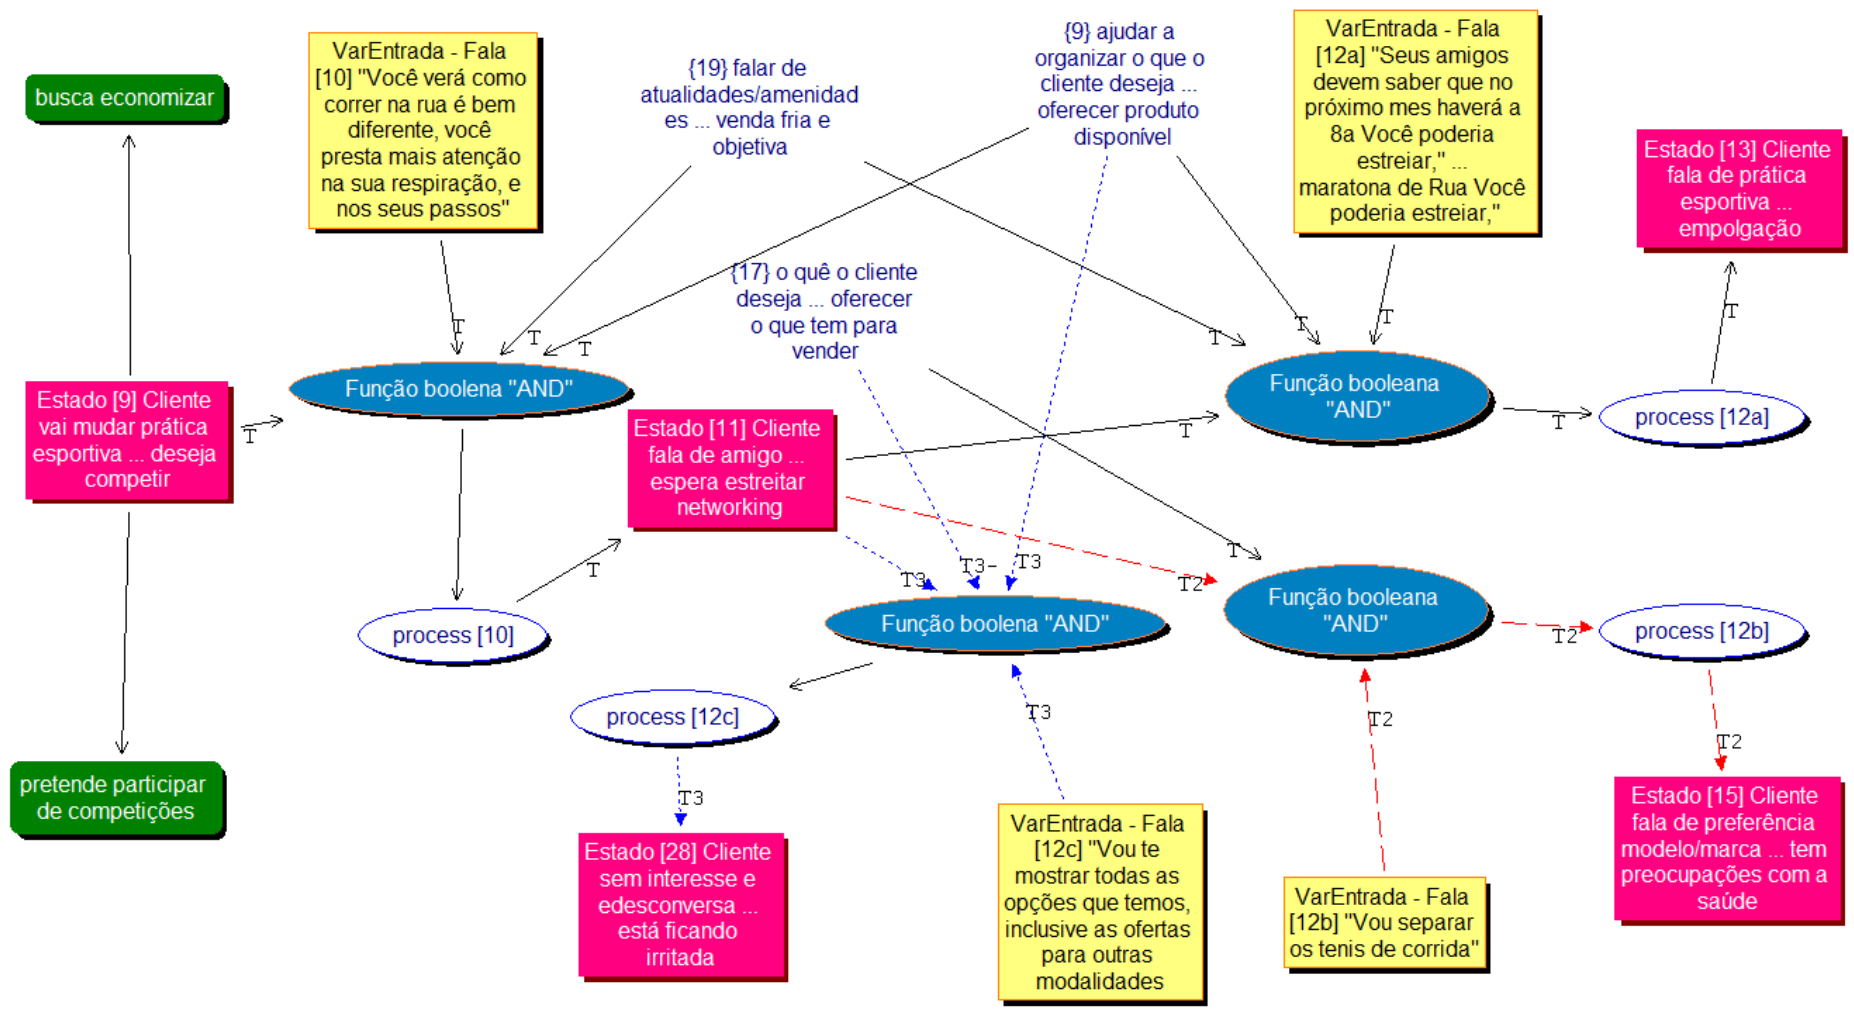 busca economizar
VarEntrada - Fala
[10] "Você verá como
correr na rua é bem
diferente, você
presta mais atenção
na sua respiração, e
nos seus passos"
{19} falar de
atualidades/amenidad
es ... venda fria e
objetiva
{9} ajudar a
organizar o que o
cliente deseja ...
oferecer produto
disponível
VarEntrada - Fala
[12a] "Seus amigos
devem saber que no
próximo mes haverá a
8a Você poderia
estreiar," ...
maratona de Rua Você
poderia estreiar,"
Estado [13] Cliente
fala de prática
esportiva ...
empolgação
{17} o quê o cliente
deseja ... oferecer
o que tem para
vender
T
T
T
T
T
T
T
Estado [9] Cliente
vai mudar prática
esportiva ... deseja
competir
T
Função boolena "AND"
Função booleana
"AND"
T
process [12a]
Estado [11] Cliente
fala de amigo ...
espera estreitar
networking
T
T
T
T3
T3-
T3
T2
process [10]
Função boolena "AND"
Função booleana
"AND"
T2
process [12b]
process [12c]
T3
T2
T2
T3
pretende participar
de competições
Estado [28] Cliente
sem interesse e
edesconversa ...
está ficando
irritada
VarEntrada - Fala
[12c] "Vou te
mostrar todas as
opções que temos,
inclusive as ofertas
para outras
modalidades
VarEntrada - Fala
[12b] "Vou separar
os tenis de corrida"
Estado [15] Cliente
fala de preferência
modelo/marca ... tem
preocupações com a
saúde